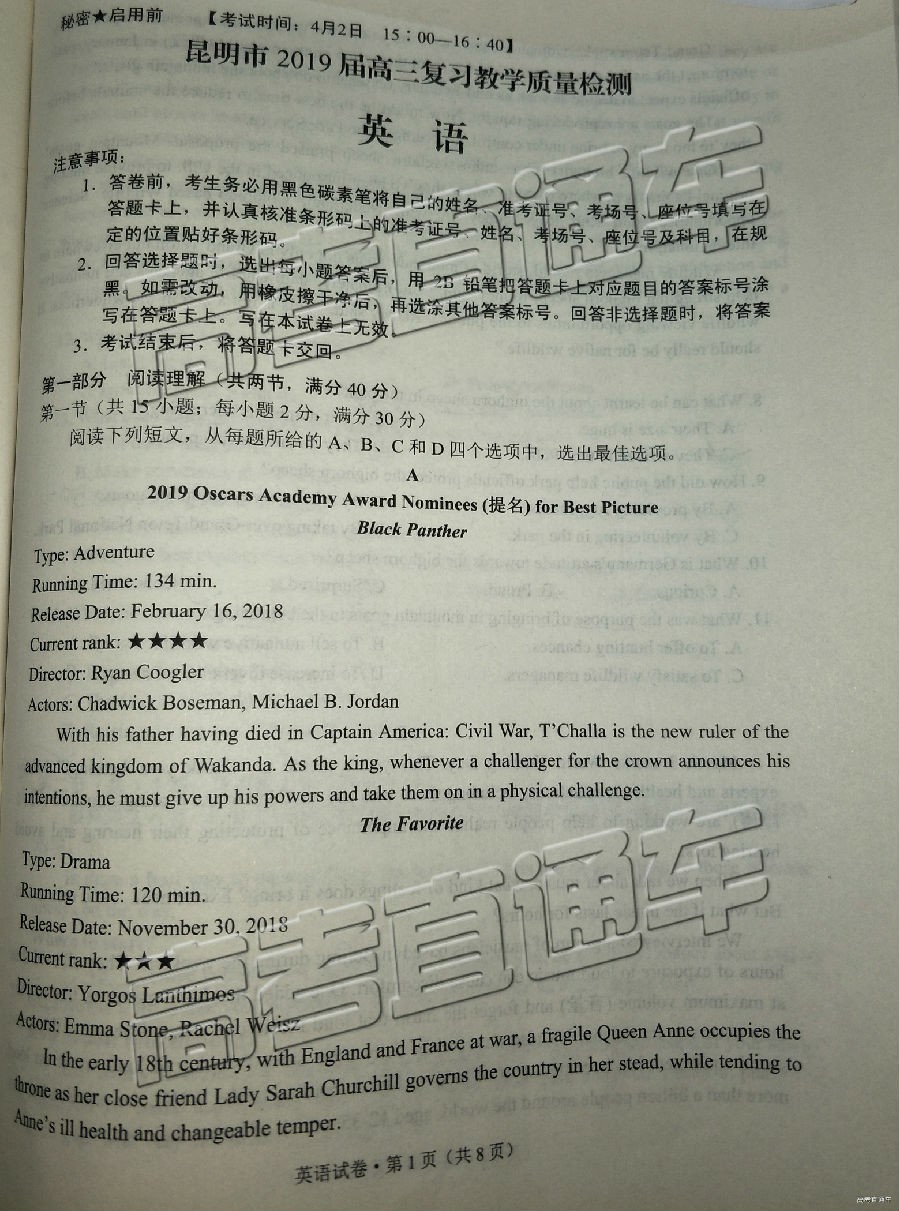 秘密★启用前 【考试时间：4月2日 15：00—16：40】
昆明市 2019 届高三复习教学质量检测
英 语
注意事项：
1．答卷前，考生务必用黑色碳素笔将自己的姓名、准考证号、考场号、座位号填写在
答题卡上，并认真核准条形码上的准考证号、姓名、考场号、座位号及科目，在规
定的位置贴好条形码。
2．回答选择题时，选出每小题答案后，用 2B 铅笔把答题卡上对应题目的答案标号涂
黑。如需改动，用橡皮擦干净后，再选涂其他答案标号。回答非选择题时，将答案
写在答题卡上。写在本试卷上无效。
3．考试结束后，将答题卡交回。
第一部分 阅读理解（共两节，满分 40 分）
第一节（共 15 小题；每小题 2 分，满分 30 分）
阅读下列短文，从每题所给的 A、B、C 和 D 四个选项中，选出最佳选项。
A
2019 Oscars Academy Award Nominees (提名) for Best Picture
Black Panther
Type: Adventure
Running Time: 134 min.
Release Date: February 16, 2018
Current rank: ★★★★
Director: Ryan Coogler
Actors: Chadwick Boseman, Michael B. Jordan
With his father having died in Captain America: Civil War, T'Challa is the new ruler of the
advanced kingdom of Wakanda. As the king, whenever a challenger for the crown announces his
intentions, he must give up his powers and take them on in a physical challenge.
The Favorite
Type: Drama
Running Time: 120 min.
Release Date: November 30, 2018
Current rank: ★★★
Director: Yorgos Lanthimos
Actors: Emma Stone, Rachel Weisz
In the early 18th century, with England and France at war, a fragile Queen Anne occupies the
throne as her close friend Lady Sarah Churchill governs the country in her stead, while tending to
Anne's ill health and changeable temper.
英语试卷·第 1 页（共 8 页）
高考直通车
高考直通车
高考直通车